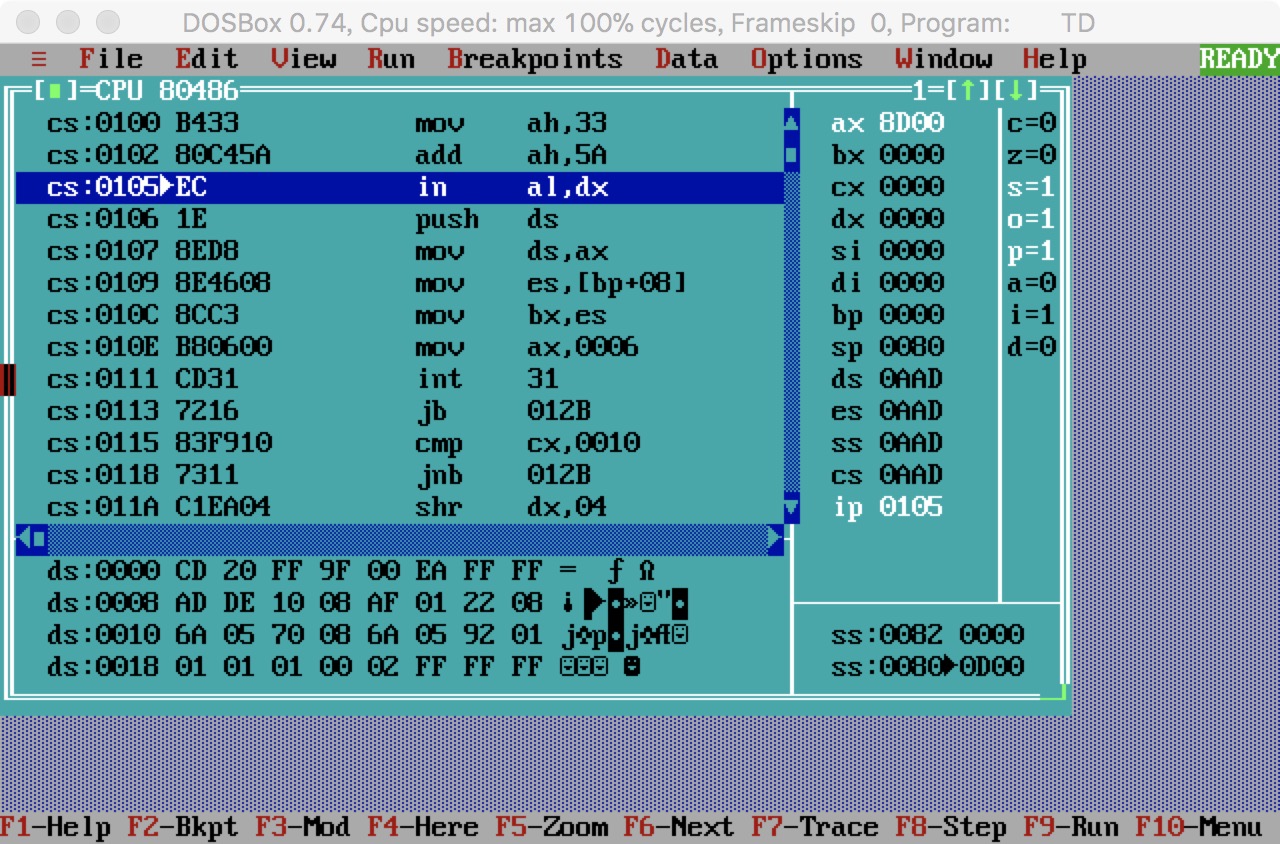 DOSBox 0.74, Cpu speed: max 100% cycles, Frameskip 0, Program: TD
≡ File Edit View Run Breakpoints Data Options Window Help READY
[■]=CPU 80486 1=[↑][↓]
cs:0100 B433 mov ah,33 ax 8D00 c=0
cs:0102 80C45A add ah,5A bx 0000 z=0
cs:0105►EC in al,dx cx 0000 s=1
cs:0106 1E push ds dx 0000 o=1
cs:0107 8ED8 mov ds,ax si 0000 p=1
cs:0109 8E4608 mov es,[bp+08] di 0000 a=0
cs:010C 8CC3 mov bx,es bp 0000 i=1
cs:010E B80600 mov ax,0006 sp 0080 d=0
cs:0111 CD31 int 31 ds 0AAD
cs:0113 7216 jb 012B es 0AAD
cs:0115 83F910 cmp cx,0010 ss 0AAD
cs:0118 7311 jnb 012B cs 0AAD
cs:011A C1EA04 shr dx,04 ip 0105
ds:0000 CD 20 FF 9F 00 EA FF FF = ƒ Ω
ds:0008 AD DE 10 08 AF 01 22 08 ¡▐►◘»☺"◘
ds:0010 6A 05 70 08 6A 05 92 01 j♣p◘j♣Æ☺ ss:0082 0000
ds:0018 01 01 01 00 02 FF FF FF ☺☺☺ ☻ ss:0080►0D00
F1-Help F2-Bkpt F3-Mod F4-Here F5-Zoom F6-Next F7-Trace F8-Step F9-Run F10-Menu